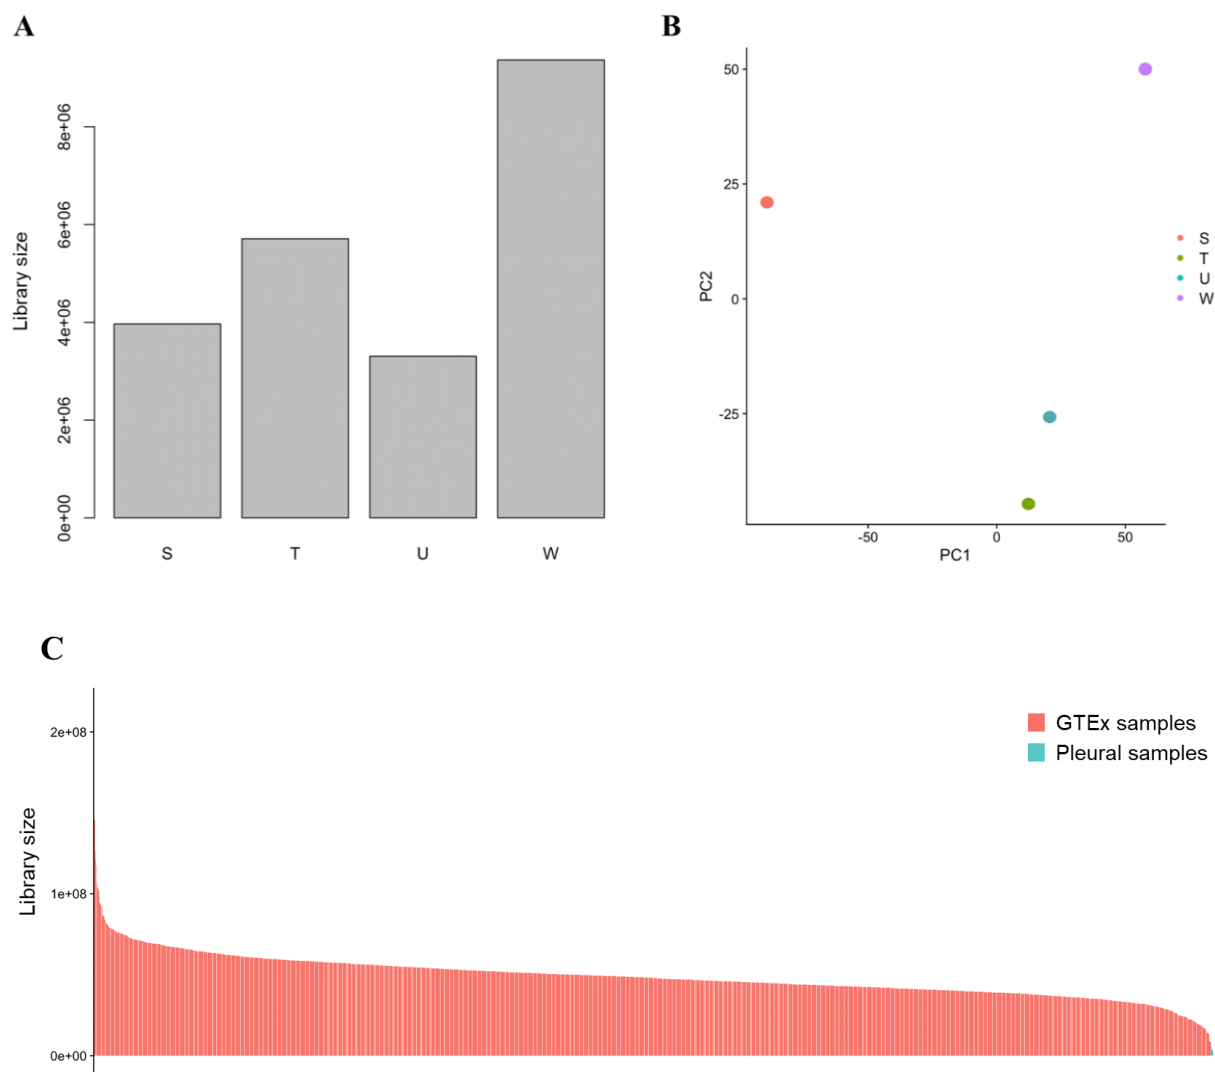 A
Library size
8e+06
6e+06
4e+06
2e+06
0e+00
S
T
U
W
B
PC2
50
25
0
-25
-50
0
50
PC1
S
T
U
W
C
Library size
2e+08
1e+08
0e+00
GTEx samples
Pleural samples